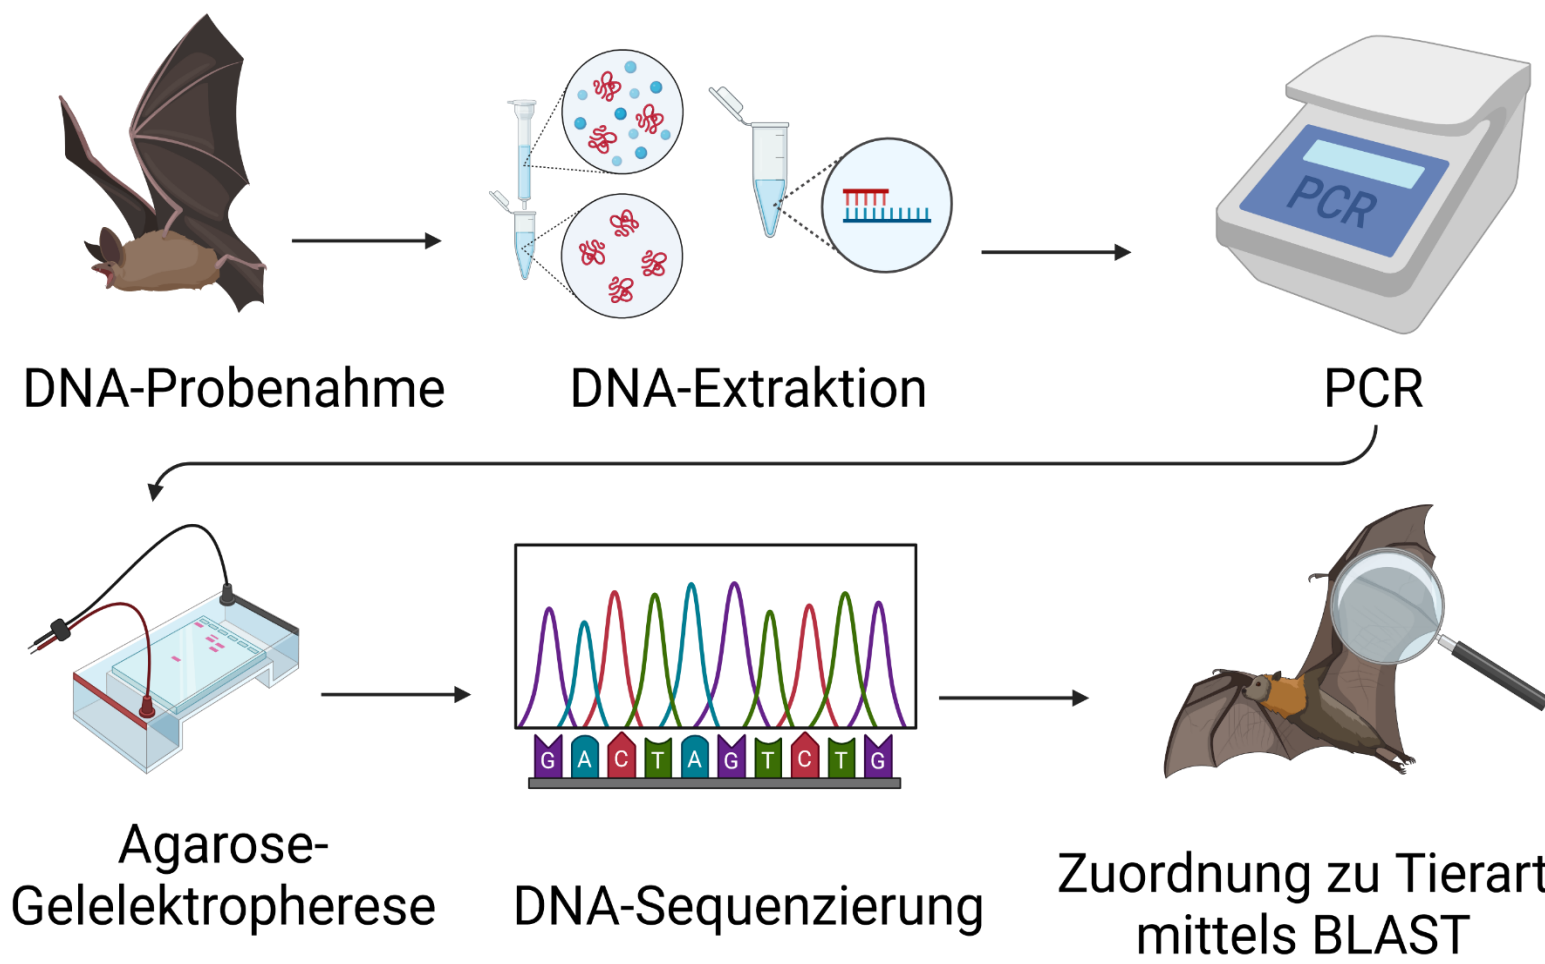 PCR
DNA-Probenahme
DNA-Extraktion
PCR
G A C T A G T C T G
Agarose-
Gelelektropherese
DNA-Sequenzierung
Zuordnung zu Tierart
mittels BLAST